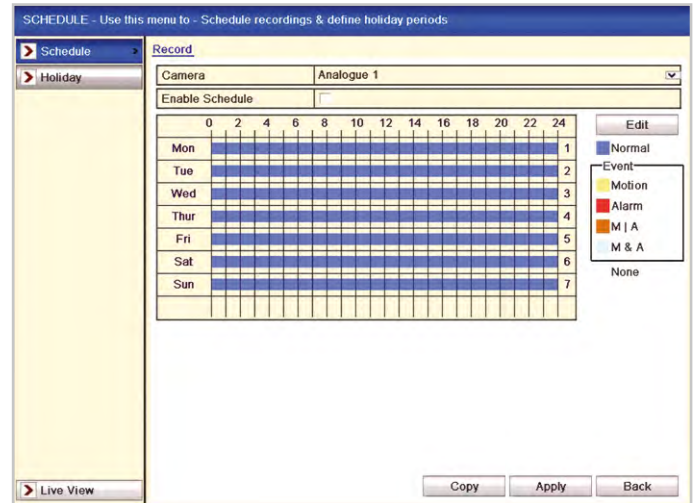 SCHEDULE - Use this menu to - Schedule recordings & define holiday periods
Schedule
Holiday
Record
Camera Analogue 1
Enable Schedule
0 2 4 6 8 10 12 14 16 18 20 22 24
Mon 1
Tue 2
Wed 3
Thur 4
Fri 5
Sat 6
Sun 7
Edit
Normal
Event
Motion
Alarm
M | A
M & A
None
Live View
Copy Apply Back